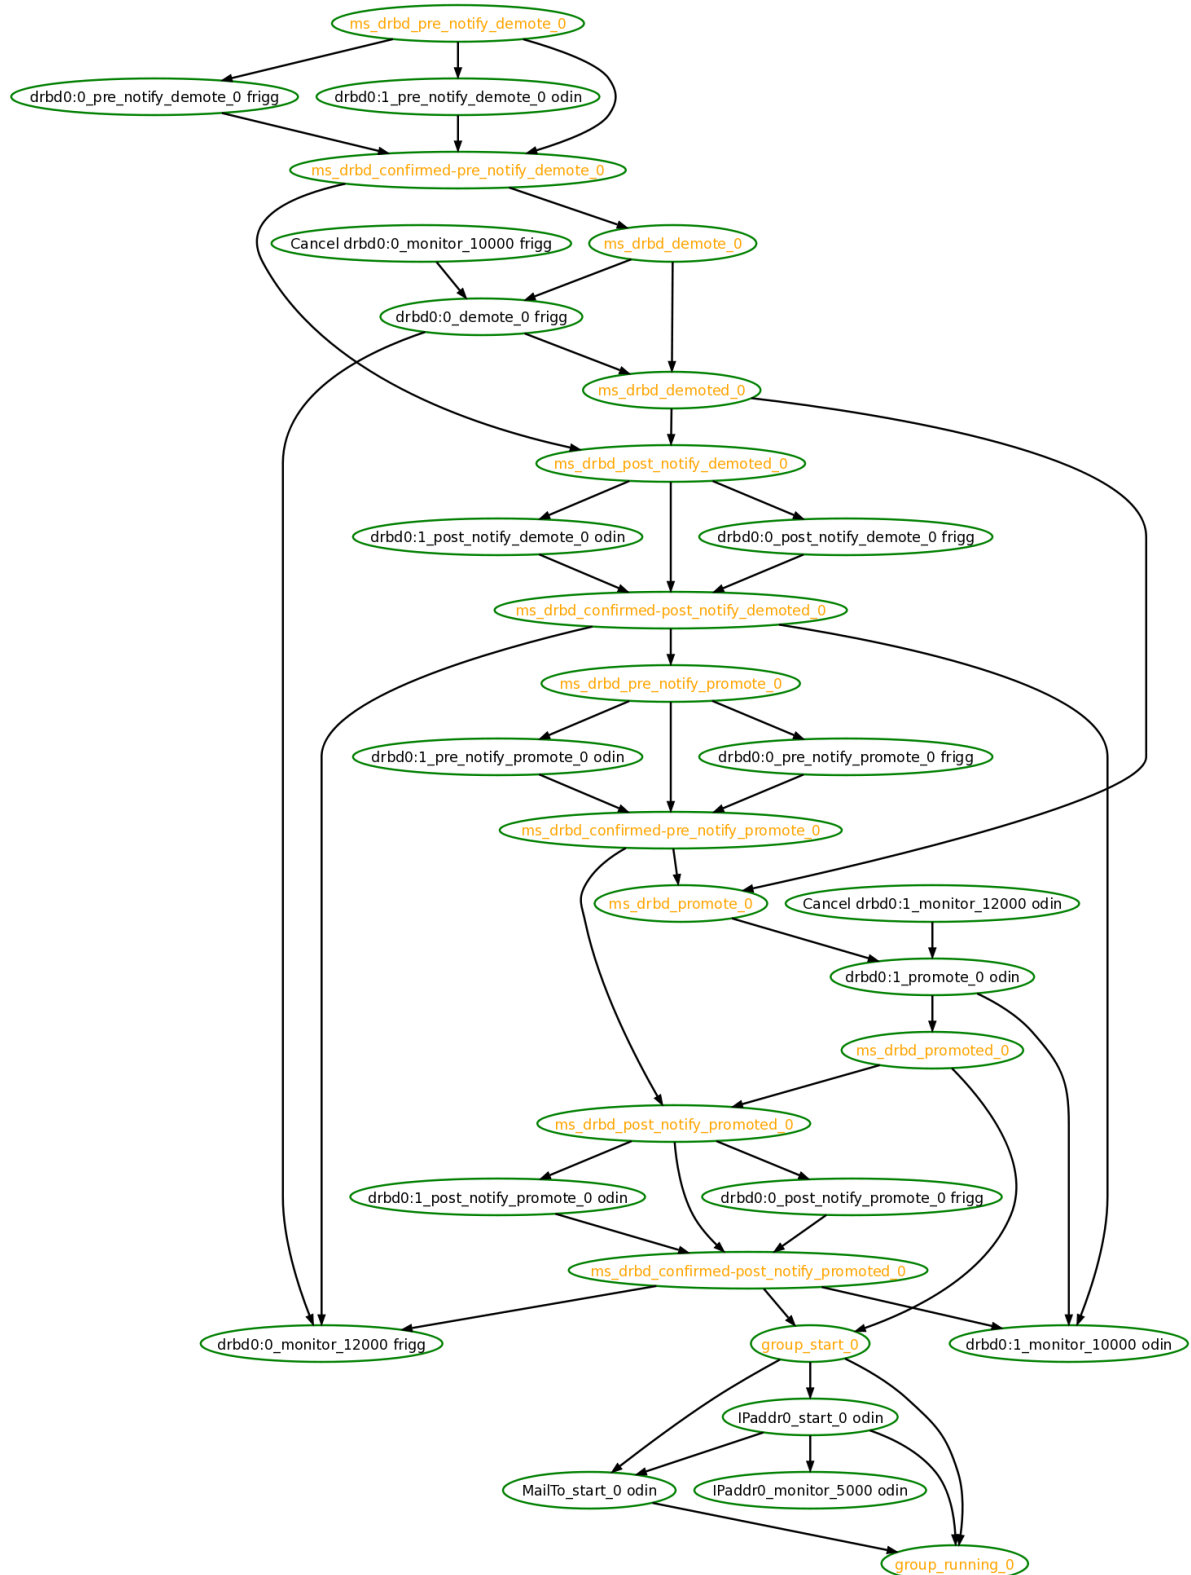 ms_drbd_pre_notify_demote_0
drbd0:0_pre_notify_demote_0 frigg
drbd0:1_pre_notify_demote_0 odin
ms_drbd_confirmed-pre_notify_demote_0
Cancel drbd0:0_monitor_10000 frigg
ms_drbd_demote_0
drbd0:0_demote_0 frigg
ms_drbd_demoted_0
ms_drbd_post_notify_demoted_0
drbd0:1_post_notify_demote_0 odin
drbd0:0_post_notify_demote_0 frigg
ms_drbd_confirmed-post_notify_demoted_0
ms_drbd_pre_notify_promote_0
drbd0:1_pre_notify_promote_0 odin
drbd0:0_pre_notify_promote_0 frigg
ms_drbd_confirmed-pre_notify_promote_0
ms_drbd_promote_0
Cancel drbd0:1_monitor_12000 odin
drbd0:1_promote_0 odin
ms_drbd_promoted_0
ms_drbd_post_notify_promoted_0
drbd0:1_post_notify_promote_0 odin
drbd0:0_post_notify_promote_0 frigg
ms_drbd_confirmed-post_notify_promoted_0
drbd0:0_monitor_12000 frigg
group_start_0
drbd0:1_monitor_10000 odin
IPaddr0_start_0 odin
MailTo_start_0 odin
IPaddr0_monitor_5000 odin
group_running_0